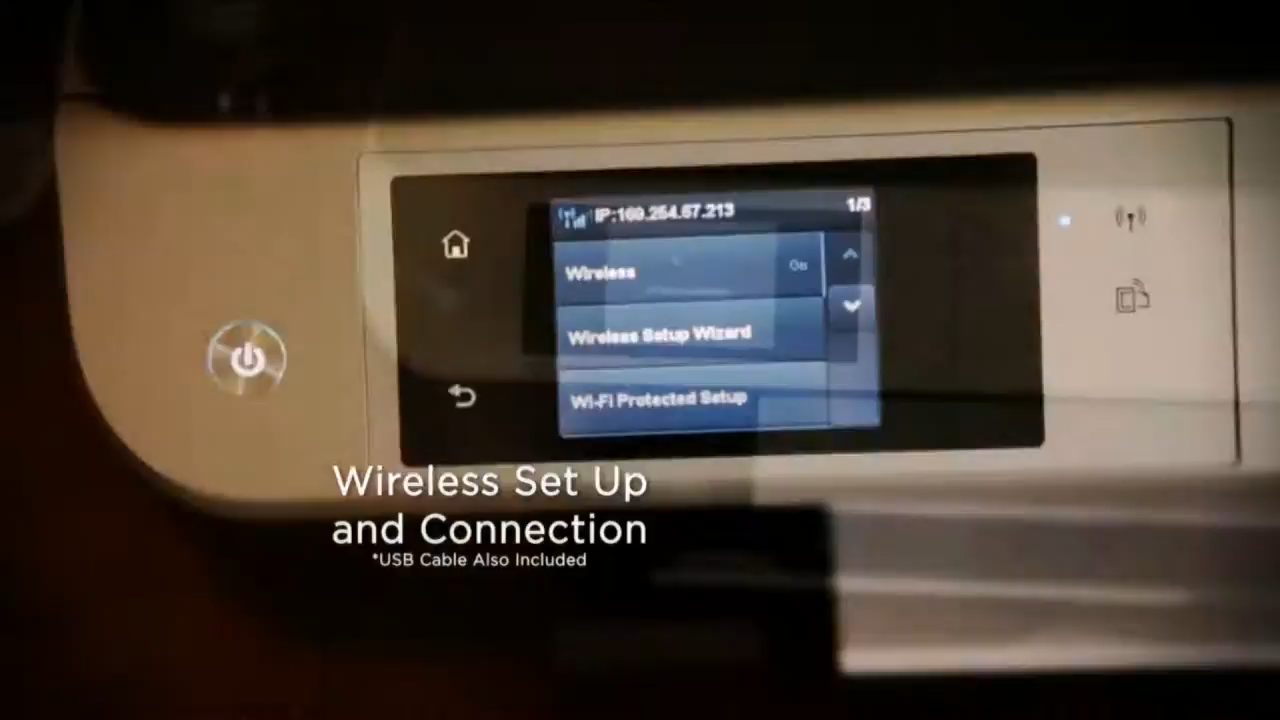 IP:169.254.67.213 1/3
Wireless On
Wireless Setup Wizard
Wi-Fi Protected Setup
Wireless Set Up
and Connection
*USB Cable Also Included